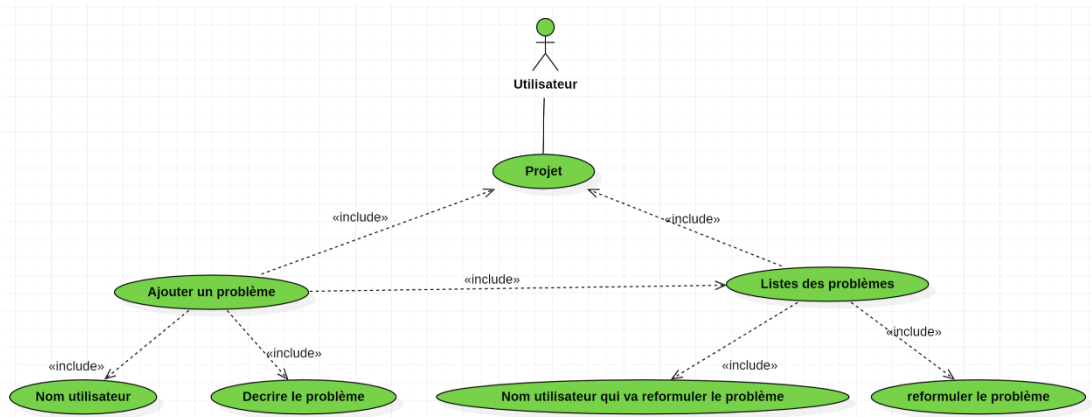 Utilisateur
Projet
«include»
«include»
Ajouter un problème
«include»
Listes des problèmes
«include»
«include»
«include»
«include»
Nom utilisateur
Decrire le problème
Nom utilisateur qui va reformuler le problème
reformuler le problème